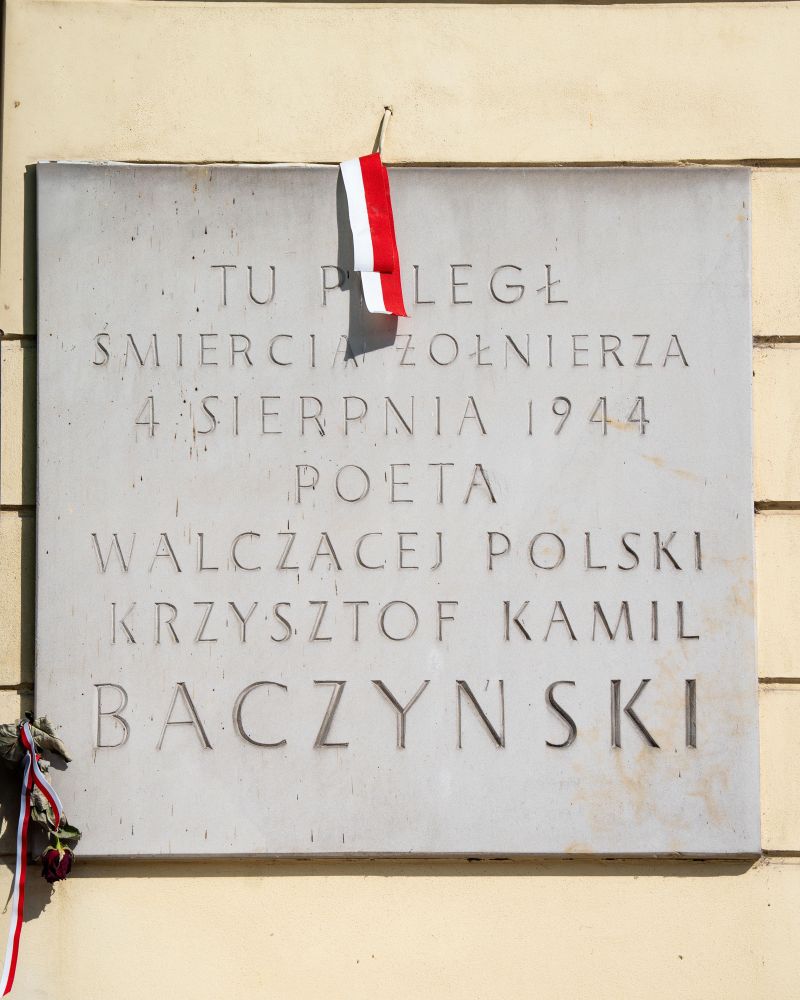 TU POLEGŁ
ŚMIERCIĄ ŻOŁNIERZA
4 SIERPNIA 1944
POETA
WALCZĄCEJ POLSKI
KRZYSZTOF KAMIL
BACZYŃSKI